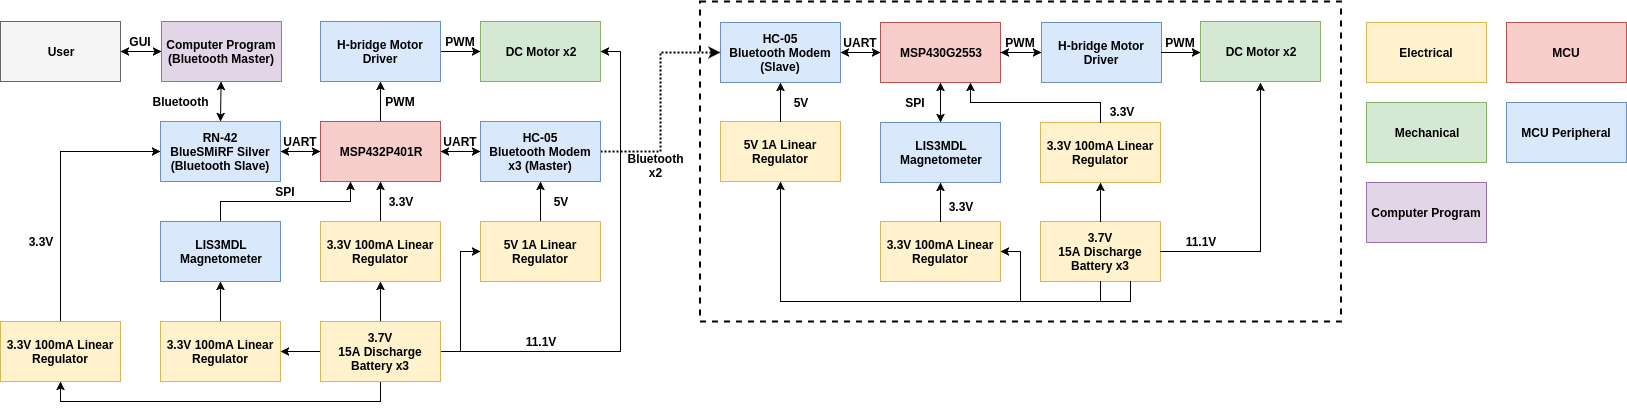 User
GUI
Computer Program
(Bluetooth Master)
H-bridge Motor
Driver
PWM
DC Motor x2
Bluetooth
PWM
RN-42
BlueSMiRF Silver
(Bluetooth Slave)
UART
MSP432P401R
UART
HC-05
Bluetooth Modem
x3 (Master)
Bluetooth
x2
SPI
3.3V
5V
3.3V
LIS3MDL
Magnetometer
3.3V 100mA Linear
Regulator
5V 1A Linear
Regulator
3.3V 100mA Linear
Regulator
3.3V 100mA Linear
Regulator
3.7V
15A Discharge
Battery x3
11.1V
HC-05
Bluetooth Modem
(Slave)
UART
MSP430G2553
PWM
H-bridge Motor
Driver
PWM
DC Motor x2
5V
SPI
3.3V
5V 1A Linear
Regulator
LIS3MDL
Magnetometer
3.3V 100mA Linear
Regulator
3.3V
3.3V 100mA Linear
Regulator
3.7V
15A Discharge
Battery x3
11.1V
Electrical
MCU
Mechanical
MCU Peripheral
Computer Program